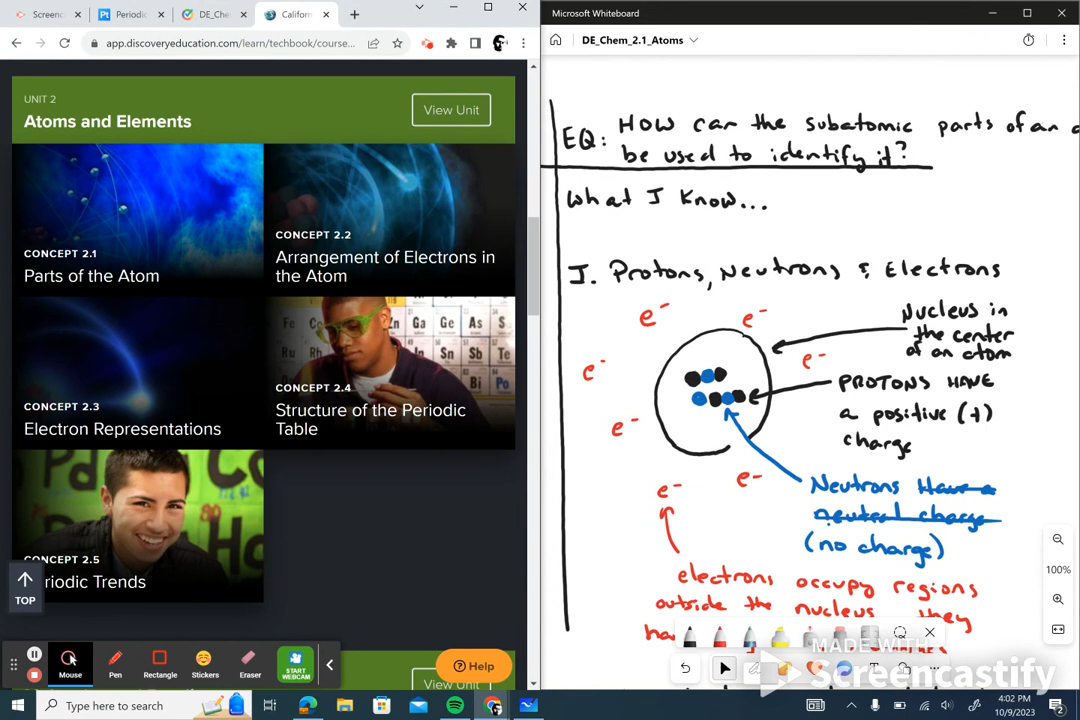 Screenc
Periodic
DE_Che
Californ
app.discoveryeducation.com/learn/techbook/course...
UNIT 2
Atoms and Elements
View Unit
CONCEPT 2.1
Parts of the Atom
CONCEPT 2.2
Arrangement of Electrons in
the Atom
CONCEPT 2.3
Electron Representations
CONCEPT 2.4
Structure of the Periodic
Table
CONCEPT 2.5
riodic Trends
TOP
Mouse
Pen
Rectangle
Stickers
Eraser
START
WEBCAM
Help
View Unit
Microsoft Whiteboard
DE_Chem_2.1_Atoms
EQ: How can the subatomic parts of an a
be used to identify it?
What I know...
I. Protons, Neutrons & Electrons
e- e-
Nucleus in
the center
of an atom
e- e-
PROTONS HAVE
a positive (+)
charge
e-
e- e-
Neutrons Have a
neutral charge
(no charge)
electrons occupy regions
outside the nucleus they
ha
100%
MADE WITH
Screencastify
Type here to search
4:02 PM
10/9/2023
2